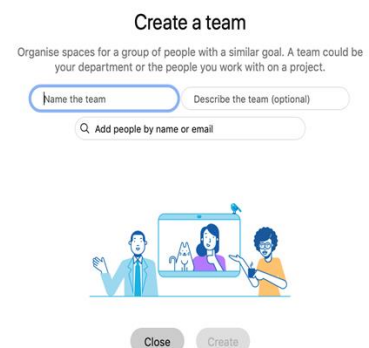 Create a team
Organise spaces for a group of people with a similar goal. A team could be
your department or the people you work with on a project.
Name the team
Describe the team (optional)
Add people by name or email
Close
Create